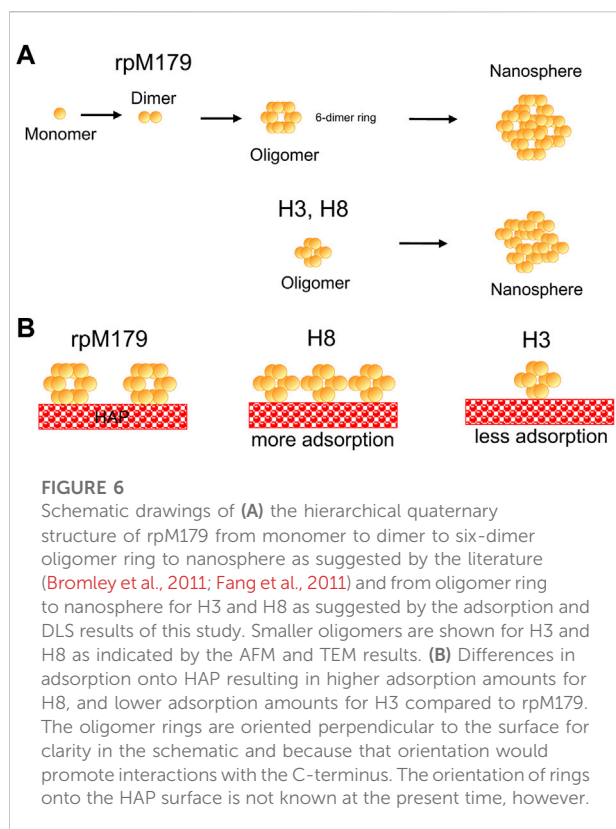 A
rpM179
Monomer
Dimer
Oligomer
6-dimer ring
Nanosphere
H3, H8
Oligomer
Nanosphere
B
rpM179
H8
H3
HAP
more adsorption
less adsorption
FIGURE 6
Schematic drawings of (A) the hierarchical quaternary
structure of rpM179 from monomer to dimer to six-dimer
oligomer ring to nanosphere as suggested by the literature
(Bromley et al., 2011; Fang et al., 2011) and from oligomer ring
to nanosphere for H3 and H8 as suggested by the adsorption and
DLS results of this study. Smaller oligomers are shown for H3 and
H8 as indicated by the AFM and TEM results. (B) Differences in
adsorption onto HAP resulting in higher adsorption amounts for
H8, and lower adsorption amounts for H3 compared to rpM179.
The oligomer rings are oriented perpendicular to the surface for
clarity in the schematic and because that orientation would
promote interactions with the C-terminus. The orientation of rings
onto the HAP surface is not known at the present time, however.